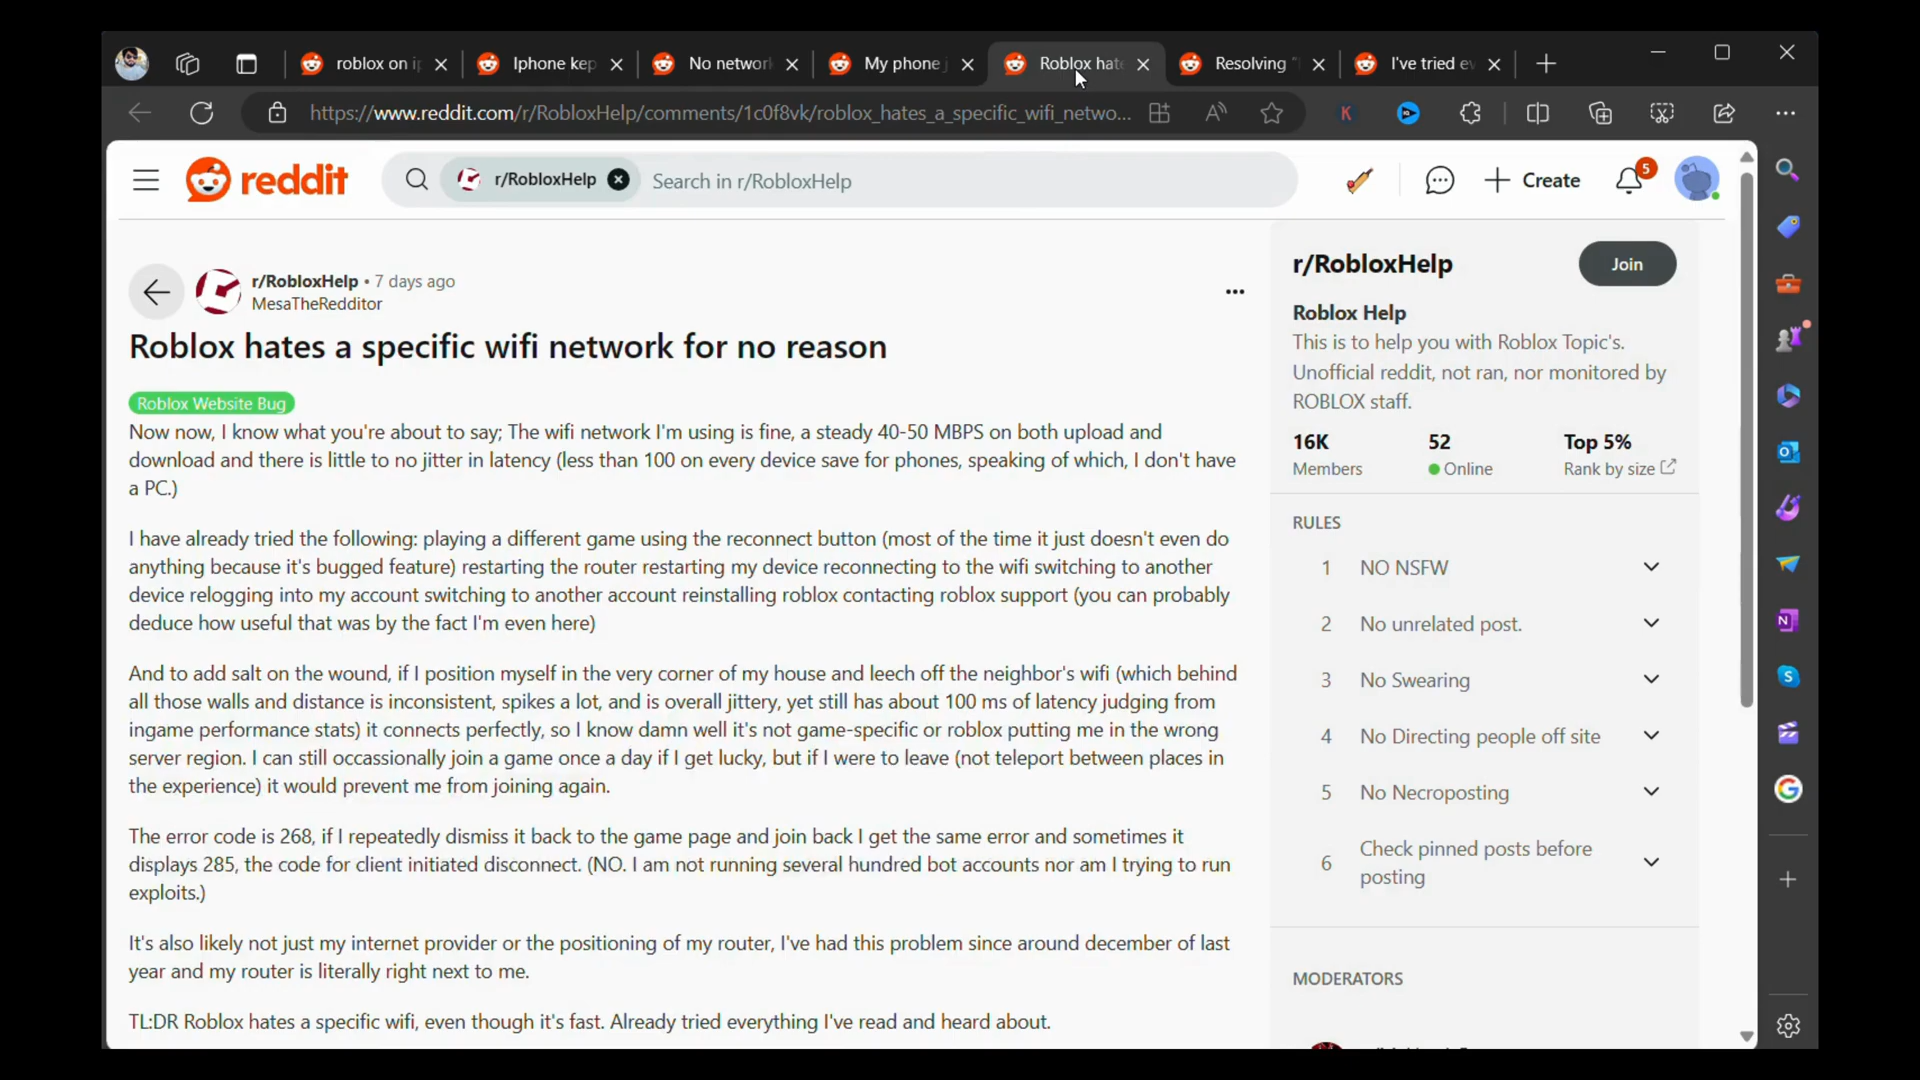 roblox on i
Iphone kep
No networ
My phone
Roblox hat
Resolving "
I've tried e
https://www.reddit.com/r/RobloxHelp/comments/1c0f8vk/roblox_hates_a_specific_wifi_netwo...
reddit
r/RobloxHelp
Search in r/RobloxHelp
Create
5
r/RobloxHelp • 7 days ago
MesaTheRedditor
Roblox hates a specific wifi network for no reason
Roblox Website Bug
Now now, I know what you're about to say; The wifi network I'm using is fine, a steady 40-50 MBPS on both upload and
download and there is little to no jitter in latency (less than 100 on every device save for phones, speaking of which, I don't have
a PC.)
I have already tried the following: playing a different game using the reconnect button (most of the time it just doesn't even do
anything because it's bugged feature) restarting the router restarting my device reconnecting to the wifi switching to another
device relogging into my account switching to another account reinstalling roblox contacting roblox support (you can probably
deduce how useful that was by the fact I'm even here)
And to add salt on the wound, if I position myself in the very corner of my house and leech off the neighbor's wifi (which behind
all those walls and distance is inconsistent, spikes a lot, and is overall jittery, yet still has about 100 ms of latency judging from
ingame performance stats) it connects perfectly, so I know damn well it's not game-specific or roblox putting me in the wrong
server region. I can still occassionally join a game once a day if I get lucky, but if I were to leave (not teleport between places in
the experience) it would prevent me from joining again.
The error code is 268, if I repeatedly dismiss it back to the game page and join back I get the same error and sometimes it
displays 285, the code for client initiated disconnect. (NO. I am not running several hundred bot accounts nor am I trying to run
exploits.)
It's also likely not just my internet provider or the positioning of my router, I've had this problem since around december of last
year and my router is literally right next to me.
TL:DR Roblox hates a specific wifi, even though it's fast. Already tried everything I've read and heard about.
r/RobloxHelp
Join
Roblox Help
This is to help you with Roblox Topic's.
Unofficial reddit, not ran, nor monitored by
ROBLOX staff.
16K
52
Top 5%
Members
Online
Rank by size
RULES
1 NO NSFW
2 No unrelated post.
3 No Swearing
4 No Directing people off site
5 No Necroposting
6 Check pinned posts before
posting
MODERATORS